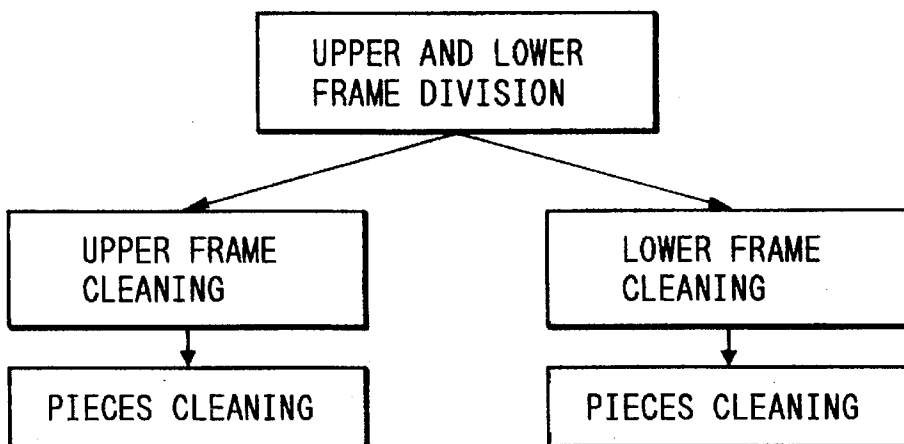 UPPER AND LOWER
FRAME DIVISION
UPPER FRAME
CLEANING
LOWER FRAME
CLEANING
PIECES CLEANING
PIECES CLEANING